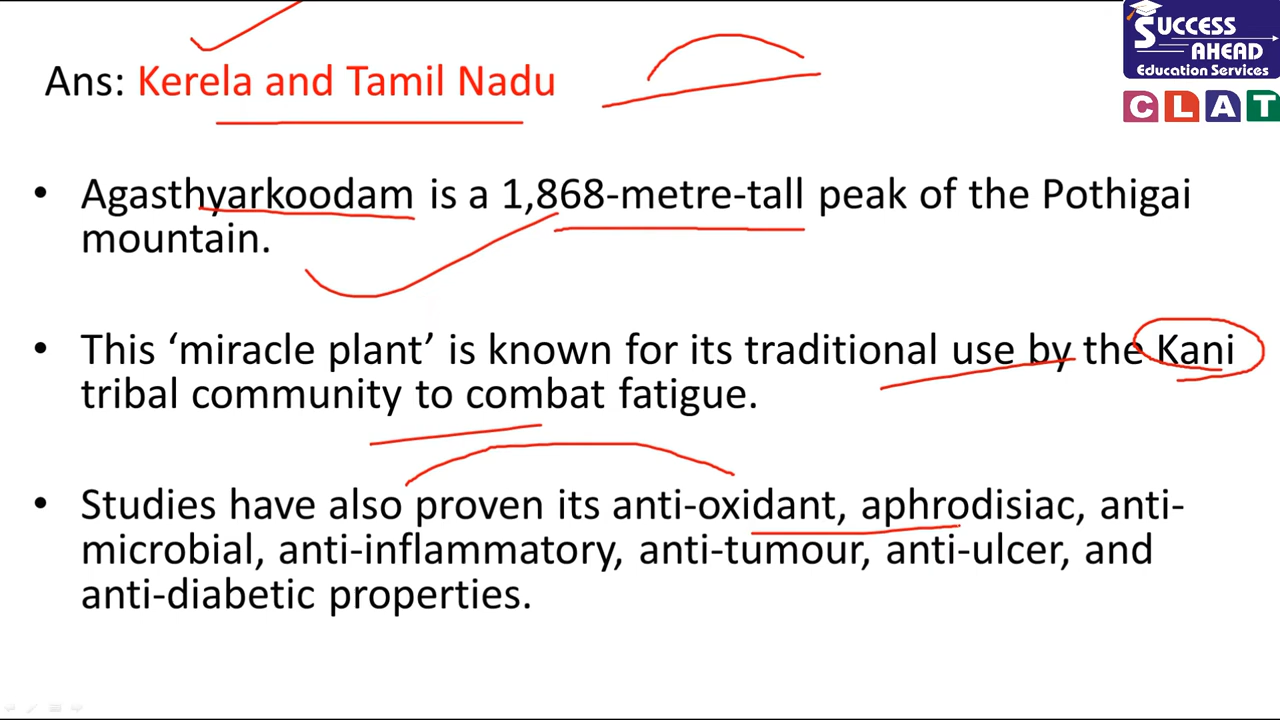 SUCCESS
AHEAD
Education Services
CLAT
Ans: Kerela and Tamil Nadu
• Agasthyarkoodam is a 1,868-metre-tall peak of the Pothigai
mountain.
• This ‘miracle plant’ is known for its traditional use by the Kani
tribal community to combat fatigue.
• Studies have also proven its anti-oxidant, aphrodisiac, anti-
microbial, anti-inflammatory, anti-tumour, anti-ulcer, and
anti-diabetic properties.